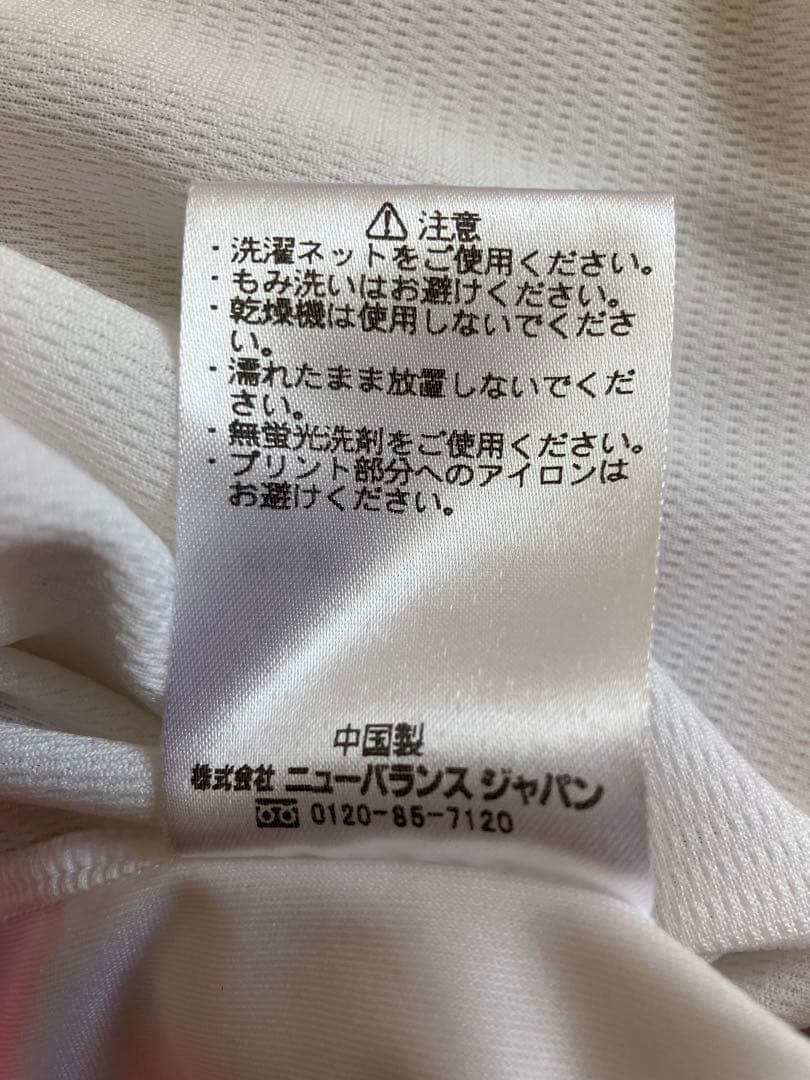 ⚠ 注意
・洗濯ネットをご使用ください。
・もみ洗いはお避けください。
・乾燥機は使用しないでくださ
い。
・濡れたまま放置しないでくだ
さい。
・無蛍光洗剤をご使用ください。
・プリント部分へのアイロンは
お避けください。
中国製
株式会社 ニューバランス ジャパン
0120-85-7120